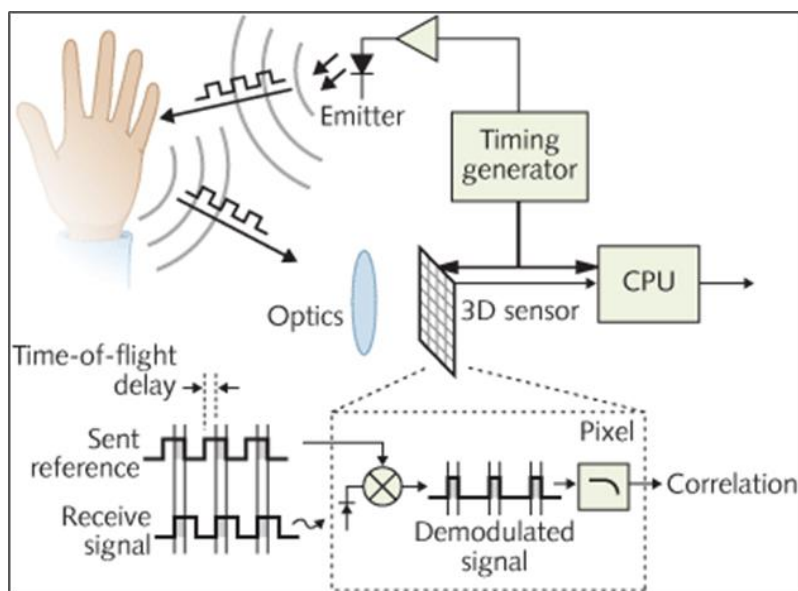 Emitter
Timing
generator
CPU
3D sensor
Optics
Time-of-flight
delay
Sent
reference
Receive
signal
Pixel
Demodulated
signal
Correlation